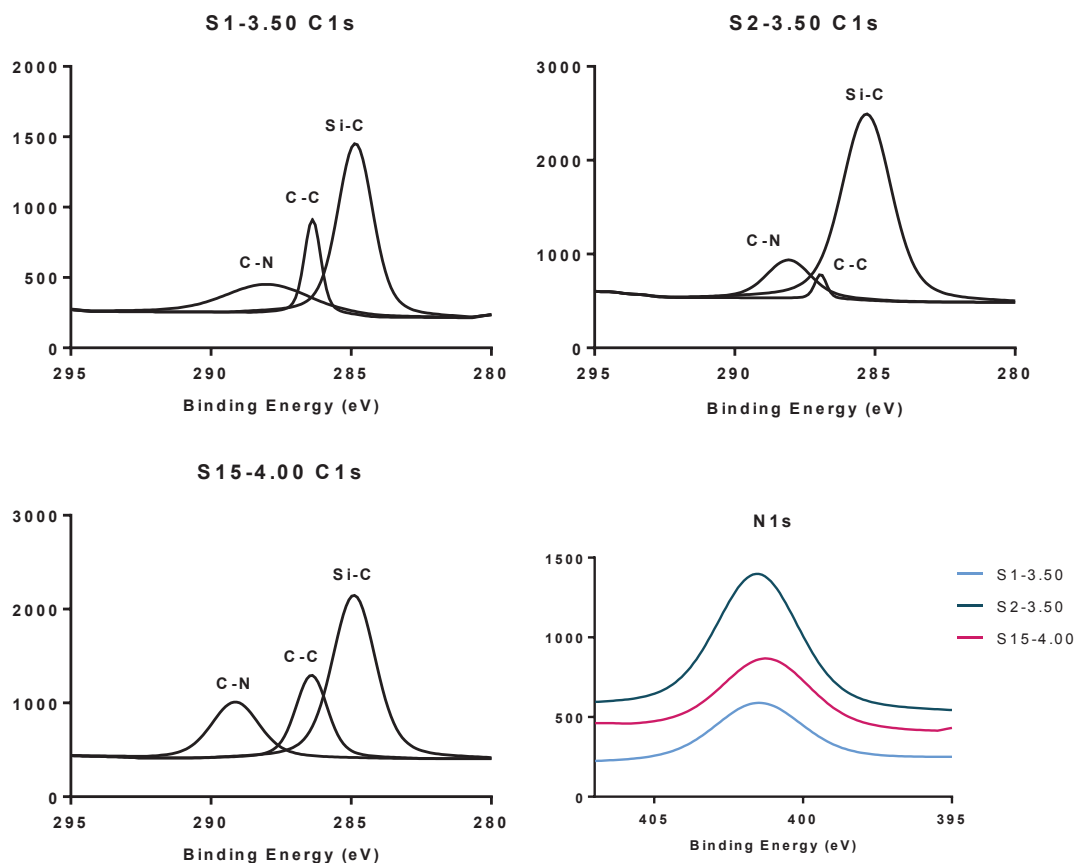 S1-3.50 C1s
2000
1500
1000
500
0
Si-C
C-C
C-N
295 290 285 280
Binding Energy (eV)
S2-3.50 C1s
3000
2000
1000
0
Si-C
C-N
C-C
295 290 285 280
Binding Energy (eV)
S15-4.00 C1s
3000
2000
1000
0
Si-C
C-C
C-N
295 290 285 280
Binding Energy (eV)
N1s
1500
1000
500
0
405 400 395
Binding Energy (eV)
S1-3.50
S2-3.50
S15-4.00